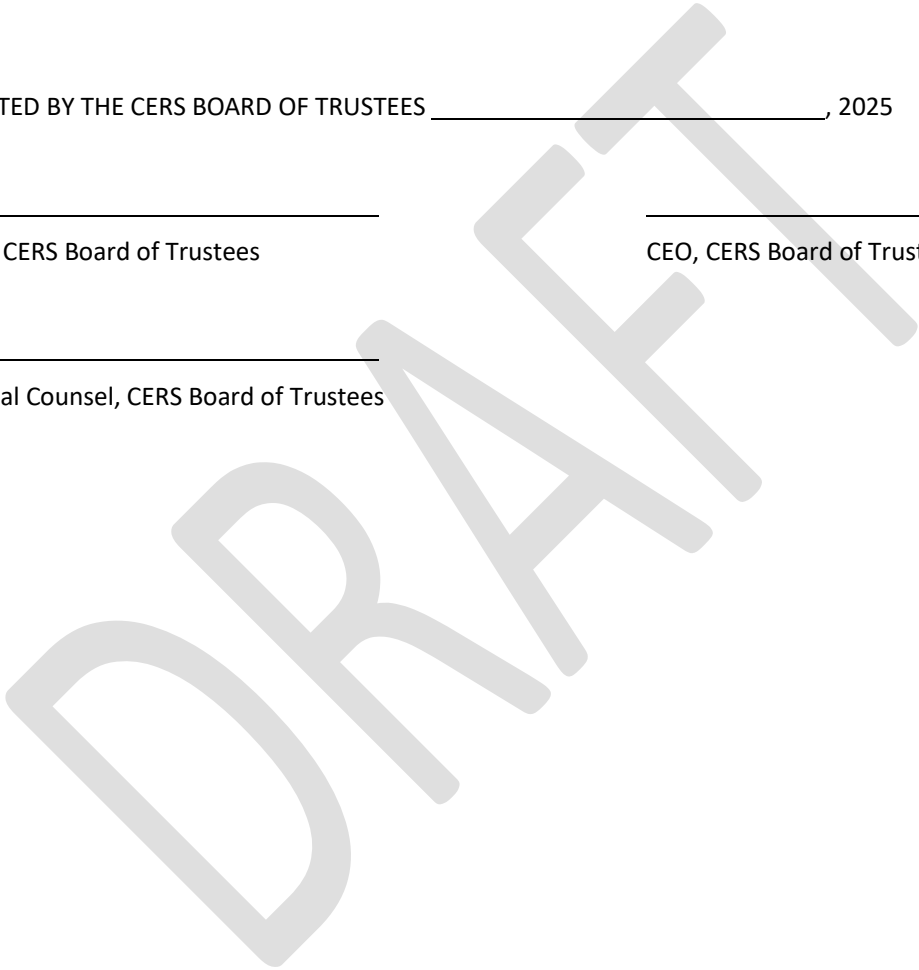 TED BY THE CERS BOARD OF TRUSTEES ______________________________, 2025
CERS Board of Trustees
CEO, CERS Board of Trust
al Counsel, CERS Board of Trustees
DRAFT